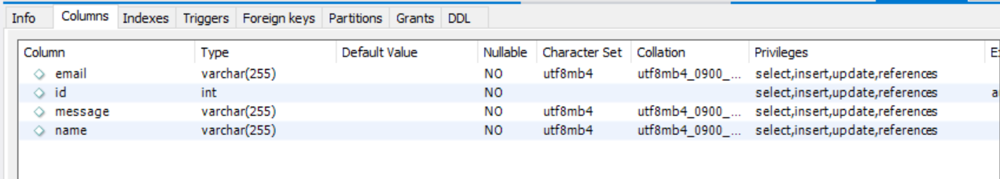 Info Columns Indexes Triggers Foreign keys Partitions Grants DDL
Column Type Default Value Nullable Character Set Collation Privileges
email varchar(255) NO utf8mb4 utf8mb4_0900_... select,insert,update,references
id int NO select,insert,update,references
message varchar(255) NO utf8mb4 utf8mb4_0900_... select,insert,update,references
name varchar(255) NO utf8mb4 utf8mb4_0900_... select,insert,update,references